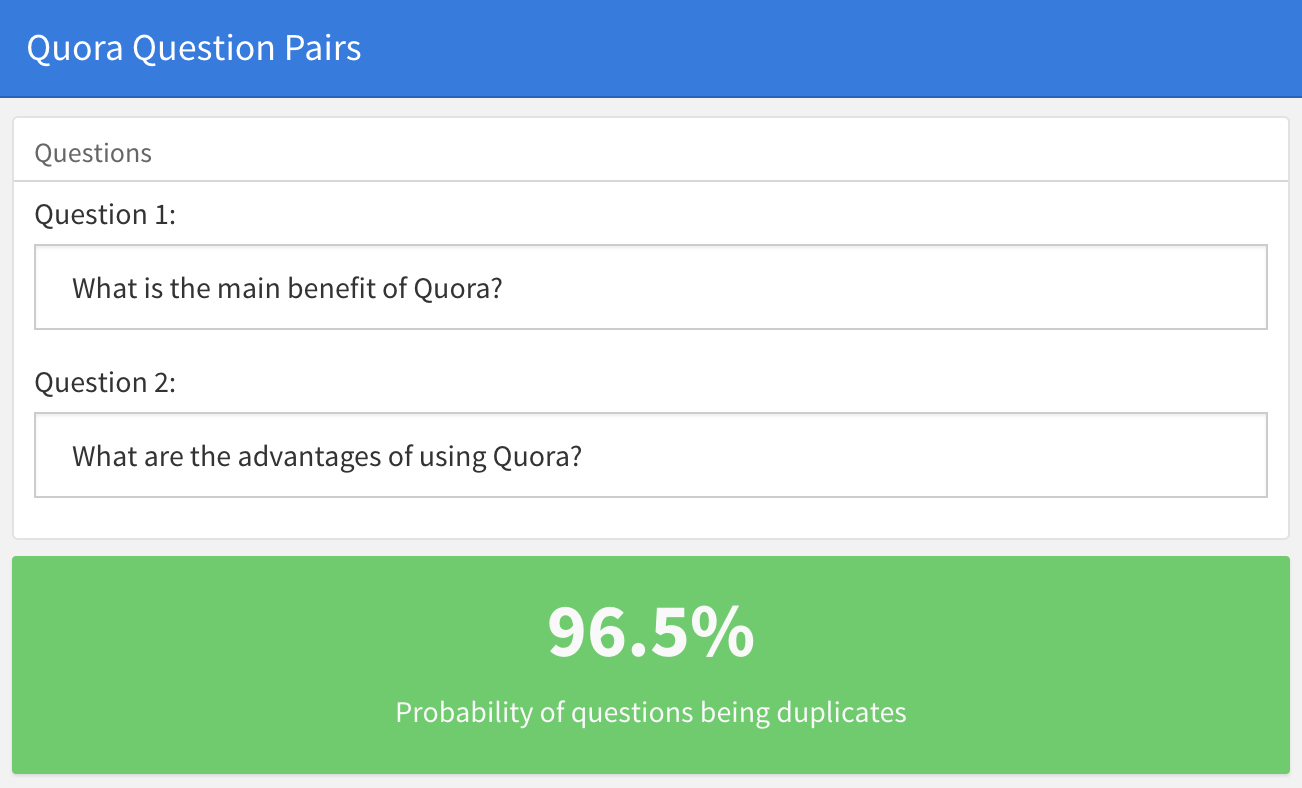 Quora Question Pairs
Questions
Question 1:
What is the main benefit of Quora?
Question 2:
What are the advantages of using Quora?
96.5%
Probability of questions being duplicates